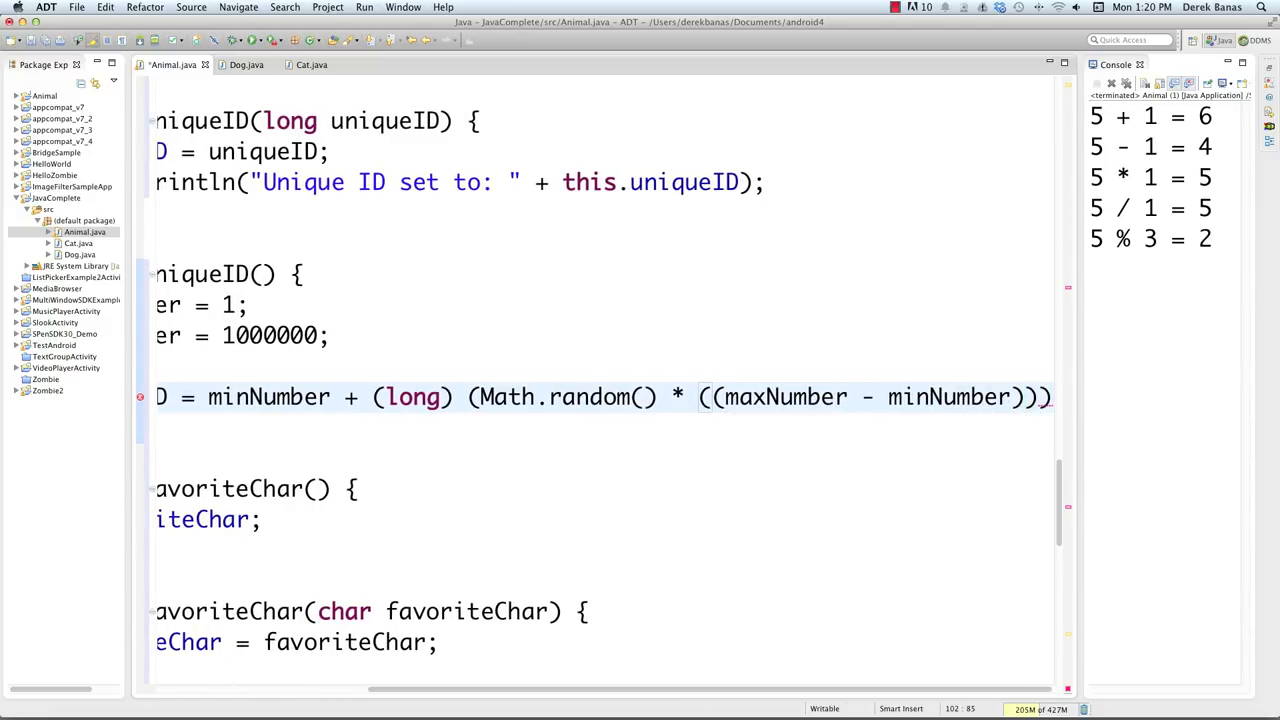 ADT File Edit Refactor Source Navigate Search Project Run Window Help 10 Mon 1:20 PM Derek Banas
Java – JavaComplete/src/Animal.java – ADT – /Users/derekbanas/Documents/android4
Quick Access Java DDMS
Package Exp
*Animal.java Dog.java Cat.java
Console
Animal
appcompat_v7
appcompat_v7_2
appcompat_v7_3
appcompat_v7_4
BridgeSample
HelloWorld
HelloZombie
ImageFilterSampleApp
JavaComplete
src
(default package)
Animal.java
Cat.java
Dog.java
JRE System Library [Ja
ListPickerExample2Activi
MediaBrowser
MultiWindowSDKExample
MusicPlayerActivity
SlookActivity
SPenSDK30_Demo
TestAndroid
TextGroupActivity
VideoPlayerActivity
Zombie
Zombie2
niqueID(long uniqueID) {
D = uniqueID;
rintln("Unique ID set to: " + this.uniqueID);
niqueID() {
er = 1;
er = 1000000;
D = minNumber + (long) (Math.random() * ((maxNumber - minNumber)))
avoriteChar() {
iteChar;
avoriteChar(char favoriteChar) {
eChar = favoriteChar;
<terminated> Animal (1) [Java Application] /S
5 + 1 = 6
5 - 1 = 4
5 * 1 = 5
5 / 1 = 5
5 % 3 = 2
Writable Smart Insert 102 : 85 205M of 427M